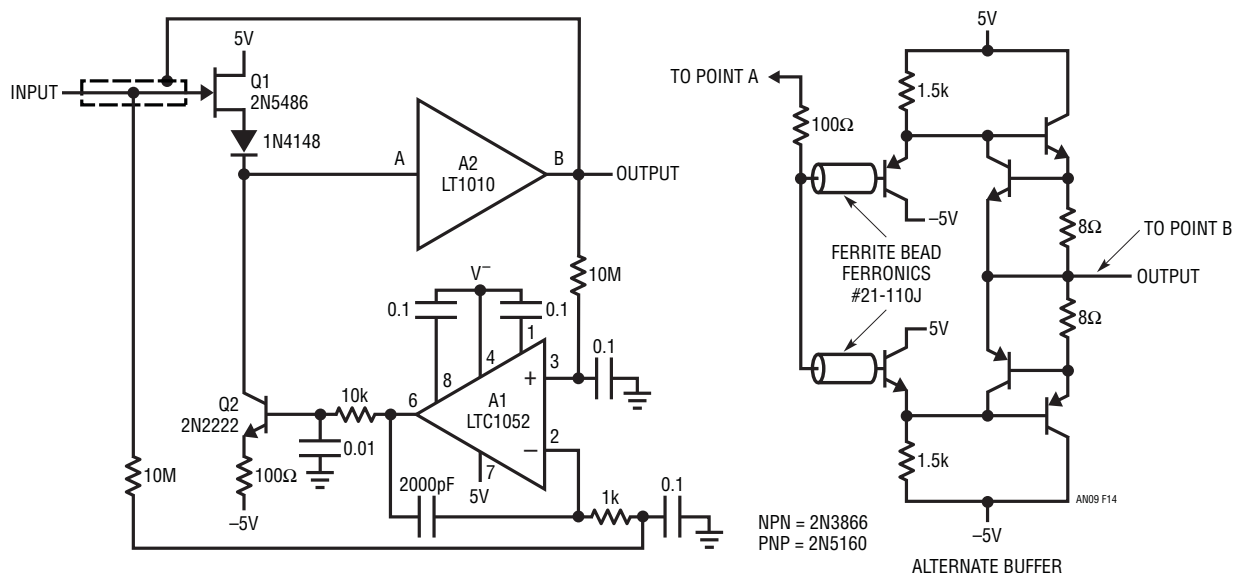 5V
INPUT
Q1
2N5486
1N4148
A
A2
LT1010
B
OUTPUT
10M
V–
0.1
0.1
1
4
8
3
0.1
+
A1
LTC1052
6
10k
2
–
7
5V
Q2
2N2222
0.01
100Ω
–5V
10M
2000pF
1k
0.1
5V
TO POINT A
1.5k
100Ω
–5V
8Ω
TO POINT B
FERRITE BEAD
FERRONICS
#21-110J
OUTPUT
8Ω
5V
1.5k
AN09 F14
–5V
NPN = 2N3866
PNP = 2N5160
ALTERNATE BUFFER